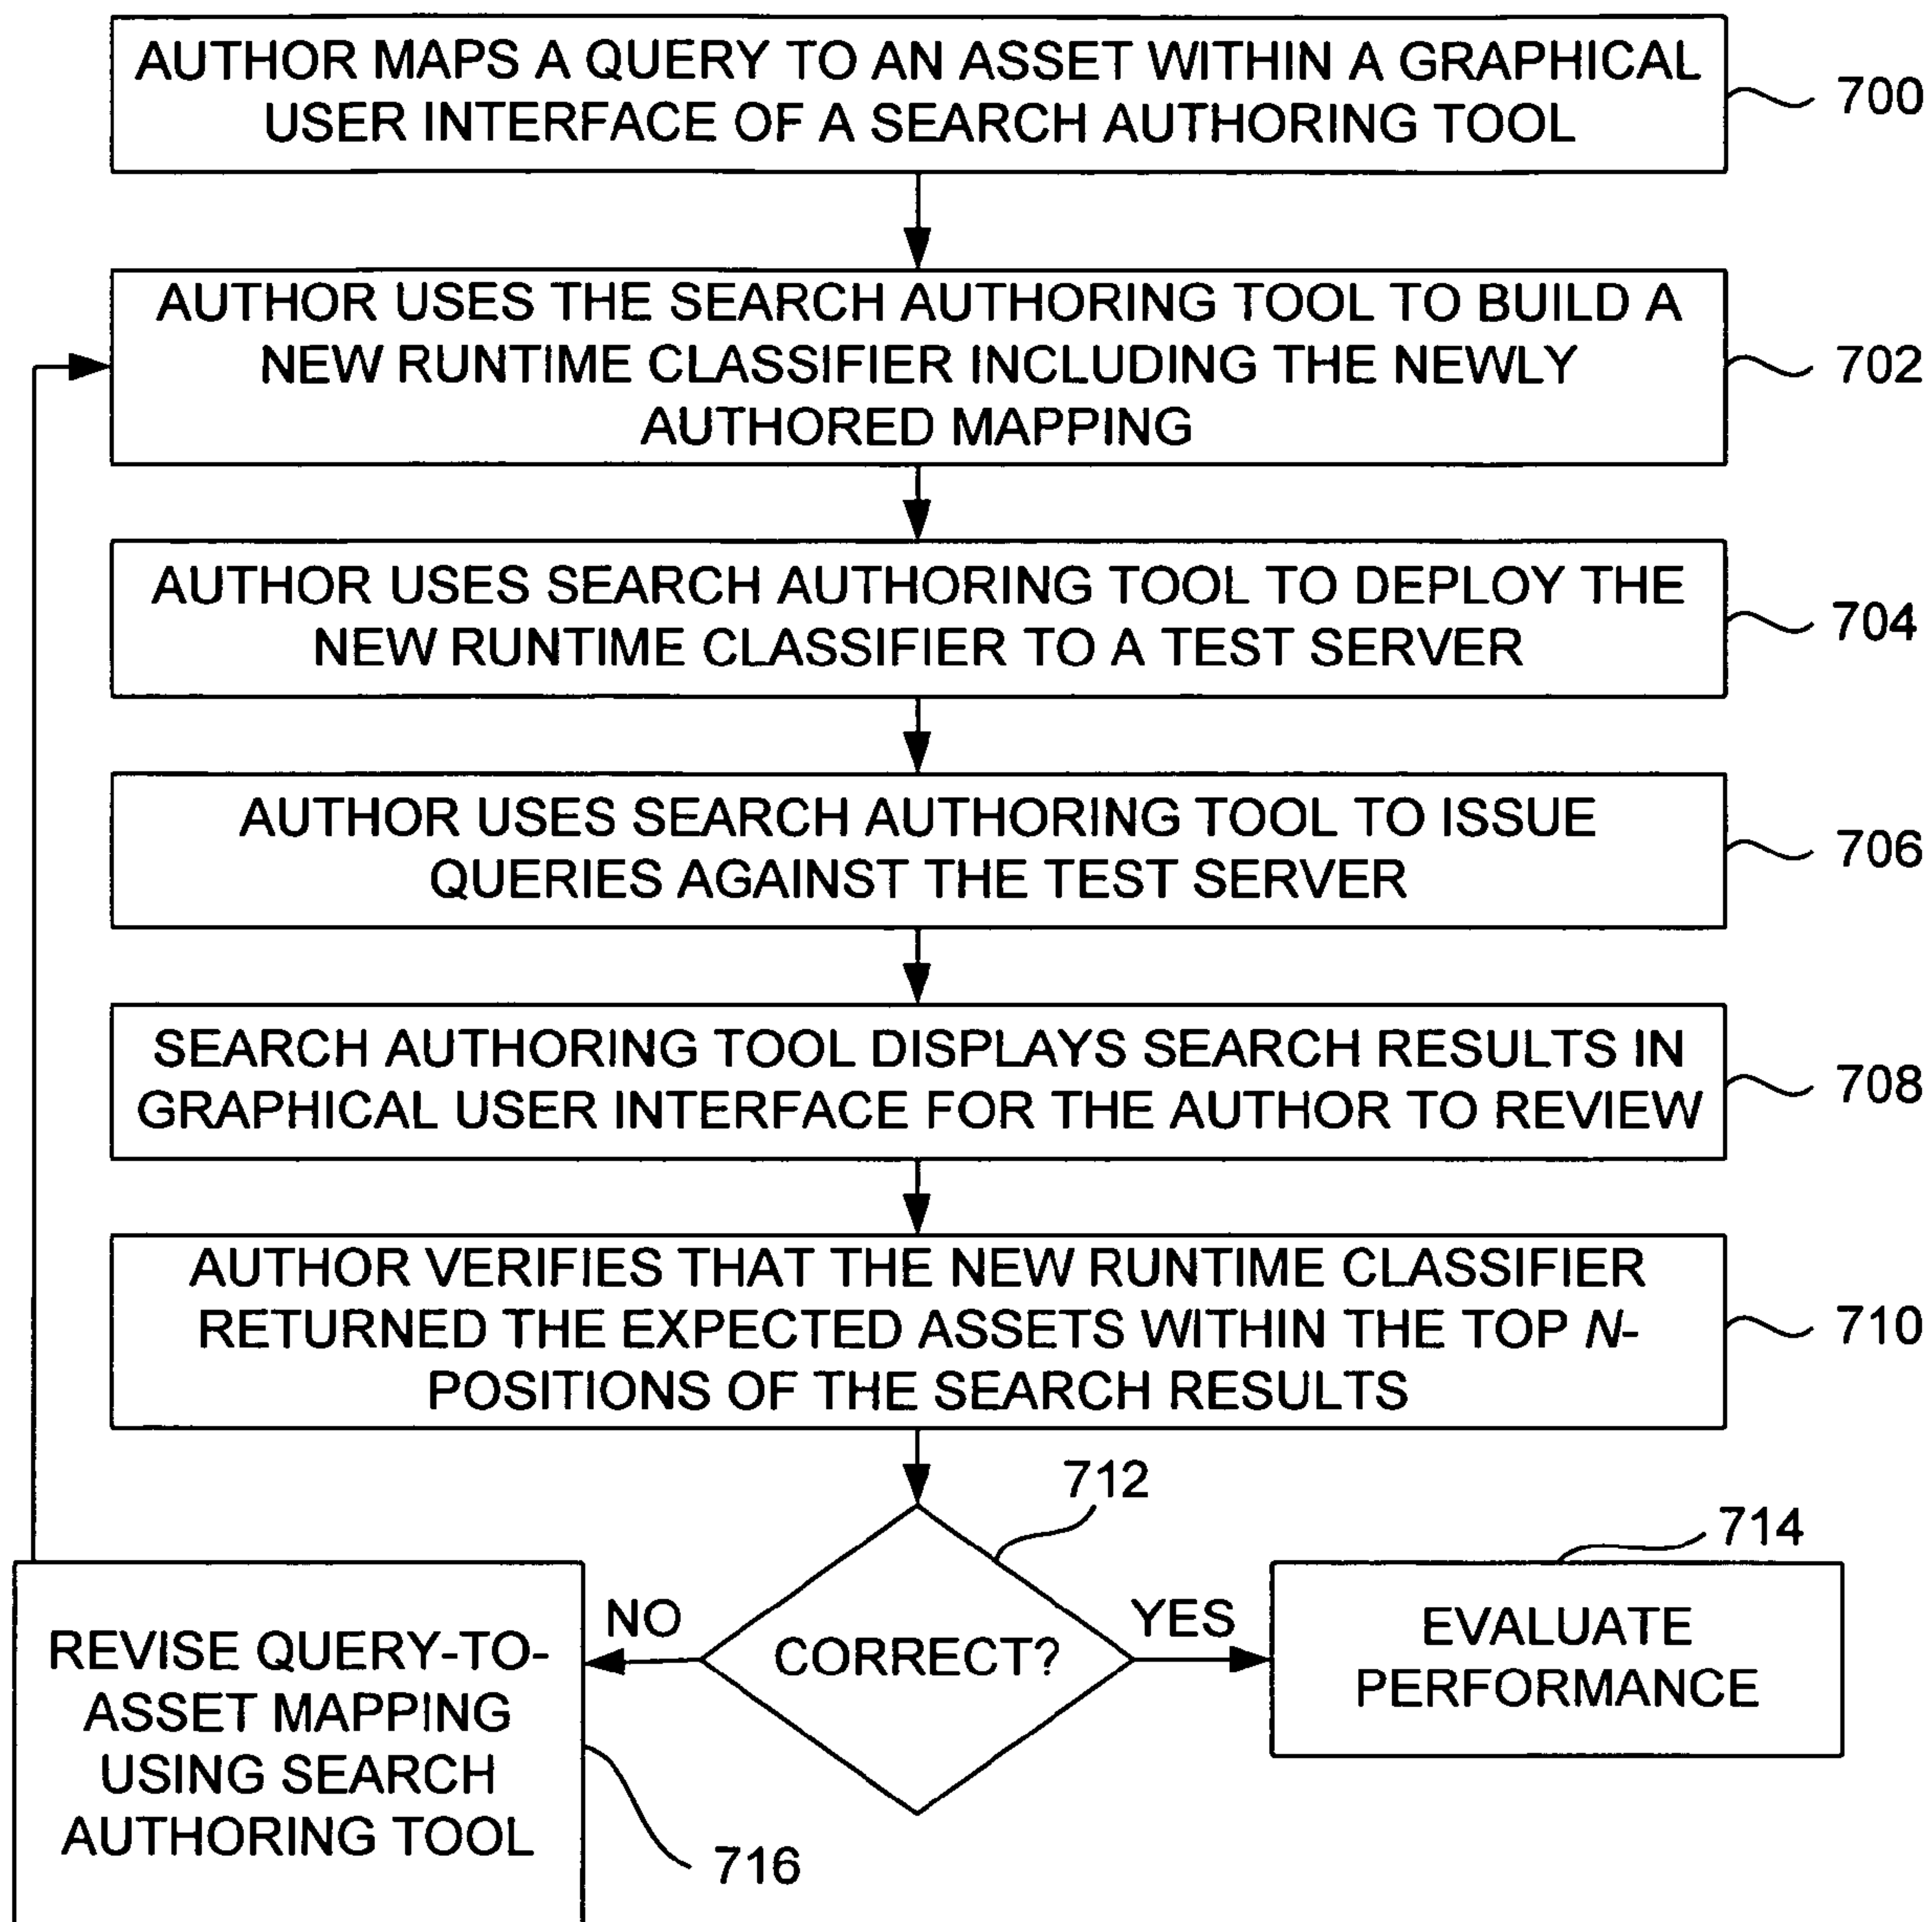 AUTHOR MAPS A QUERY TO AN ASSET WITHIN A GRAPHICAL
USER INTERFACE OF A SEARCH AUTHORING TOOL
700
AUTHOR USES THE SEARCH AUTHORING TOOL TO BUILD A
NEW RUNTIME CLASSIFIER INCLUDING THE NEWLY
AUTHORED MAPPING
702
AUTHOR USES SEARCH AUTHORING TOOL TO DEPLOY THE
NEW RUNTIME CLASSIFIER TO A TEST SERVER
704
AUTHOR USES SEARCH AUTHORING TOOL TO ISSUE
QUERIES AGAINST THE TEST SERVER
706
SEARCH AUTHORING TOOL DISPLAYS SEARCH RESULTS IN
GRAPHICAL USER INTERFACE FOR THE AUTHOR TO REVIEW
708
AUTHOR VERIFIES THAT THE NEW RUNTIME CLASSIFIER
RETURNED THE EXPECTED ASSETS WITHIN THE TOP N-
POSITIONS OF THE SEARCH RESULTS
710
712
CORRECT?
YES
714
EVALUATE
PERFORMANCE
NO
REVISE QUERY-TO-
ASSET MAPPING
USING SEARCH
AUTHORING TOOL
716